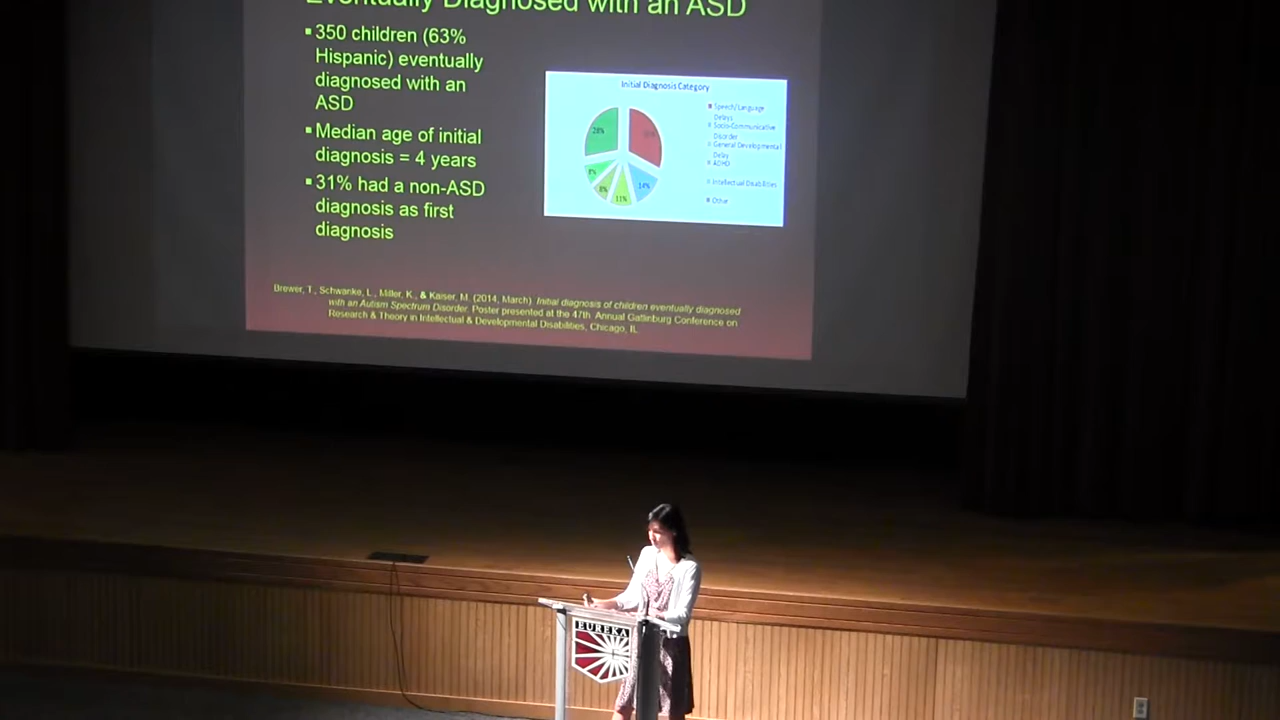 Eventually Diagnosed with an ASD
▪350 children (63%
Hispanic) eventually
diagnosed with an
ASD
▪Median age of initial
diagnosis = 4 years
▪31% had a non-ASD
diagnosis as first
diagnosis
Initial Diagnosis Category
28%
8%
8%
11%
14%
Speech/Language
Delays
Socio-Communicative
Disorder
General Developmental
Delay
ADHD
Intellectual Disabilities
Other
Brewer, T., Schwanke, L., Miller, K., & Kaiser, M. (2014, March). Initial diagnosis of children eventually diagnosed
with an Autism Spectrum Disorder. Poster presented at the 47th Annual Gatlinburg Conference on
Research & Theory in Intellectual & Developmental Disabilities, Chicago, IL
EUREKA